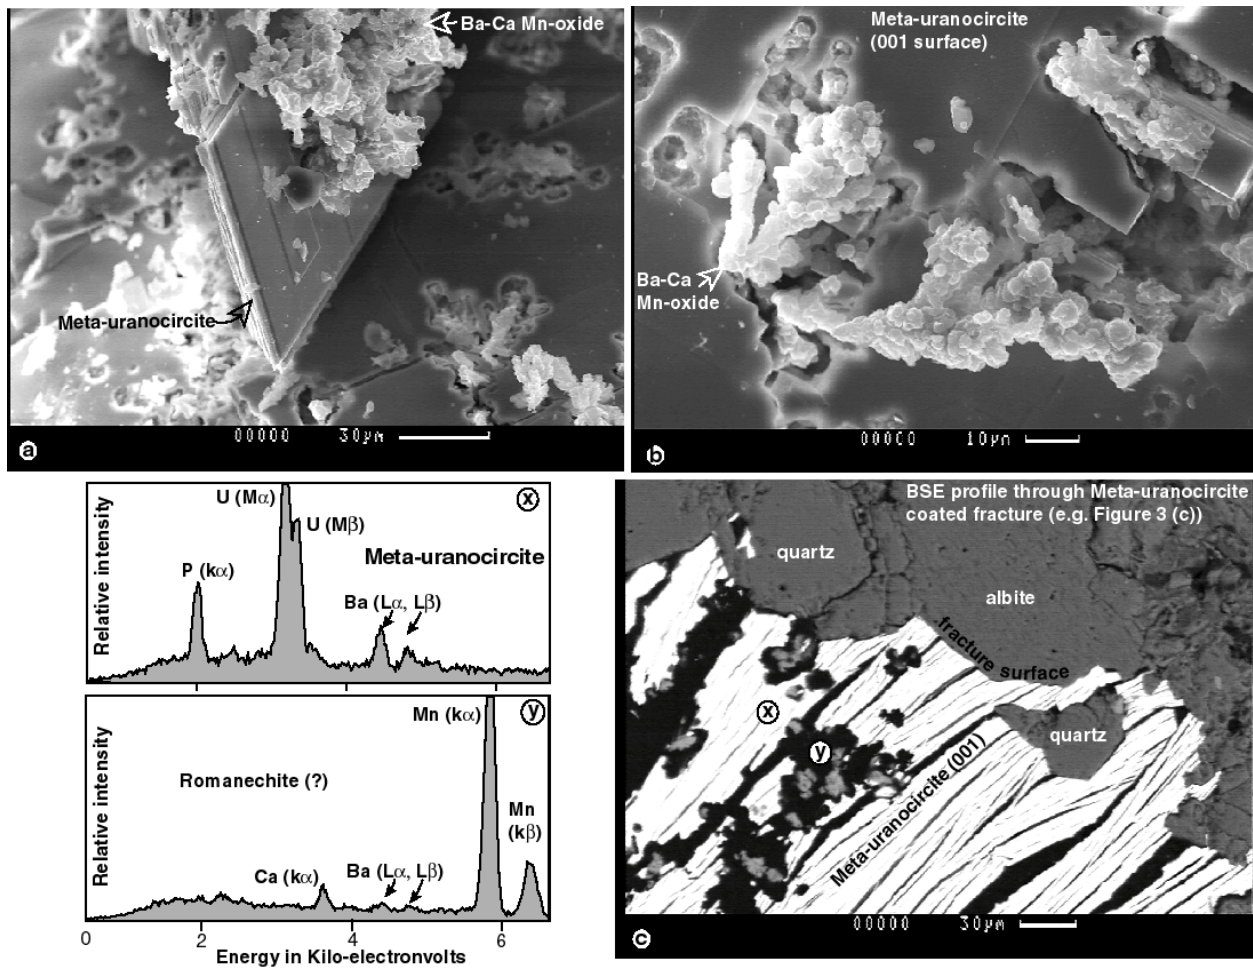 Ba-Ca Mn-oxide
Meta-uranocircite
00000 30µm
a
Meta-uranocircite
(001 surface)
Ba-Ca
Mn-oxide
00000 10µm
b
Relative intensity
U (Mα)
x
U (Mβ)
Meta-uranocircite
P (kα)
Ba (Lα, Lβ)
Relative intensity
Mn (kα)
y
Romanechite (?)
Mn
(kβ)
Ca (kα)
Ba (Lα, Lβ)
0 2 4 6
Energy in Kilo-electronvolts
BSE profile through Meta-uranocircite
coated fracture (e.g. Figure 3 (c))
quartz
albite
fracture surface
x
quartz
y
Meta-uranocircite (001)
00000 30µm
c